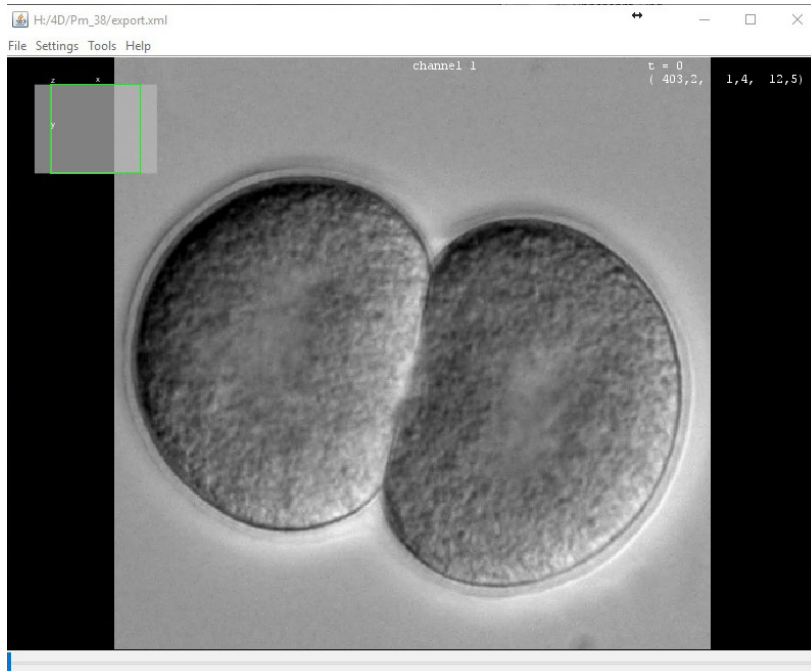 H:/4D/Pm_38/export.xml
File Settings Tools Help
channel 1
t = 0
( 403,2, 1,4, 12,5)
z
x
y